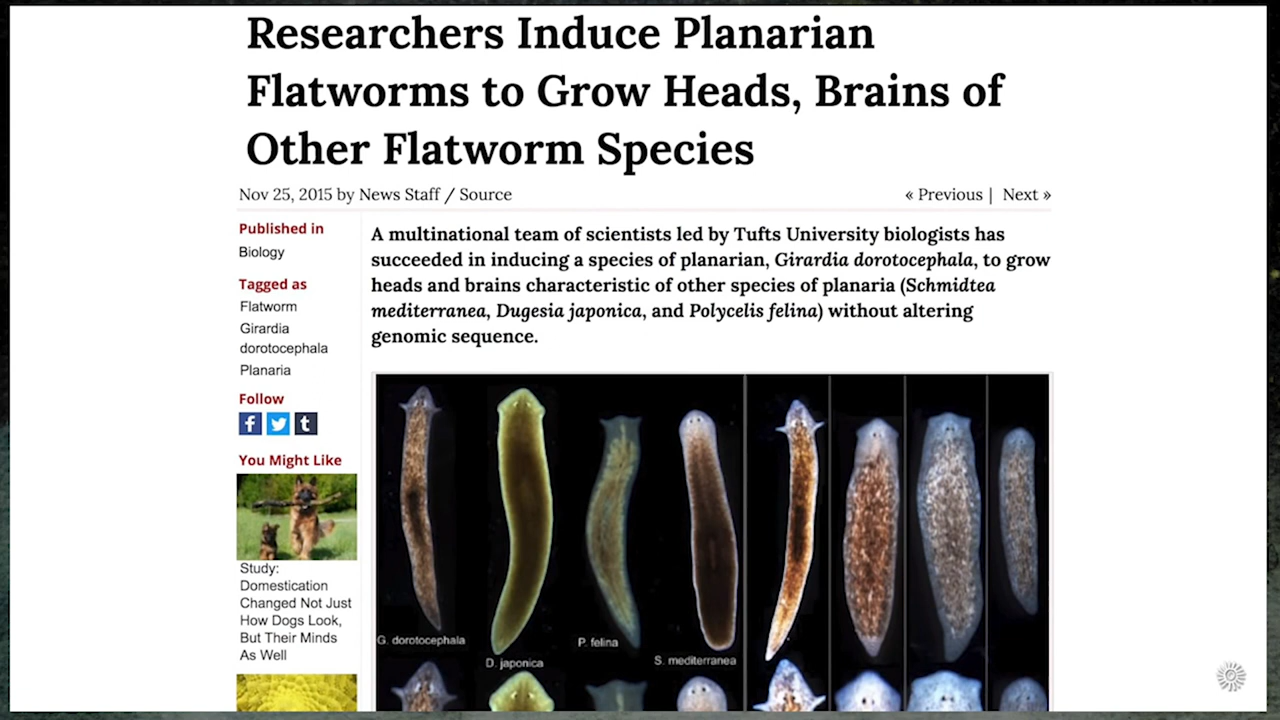 Researchers Induce Planarian
Flatworms to Grow Heads, Brains of
Other Flatworm Species
Nov 25, 2015 by News Staff / Source
« Previous | Next »
Published in
Biology
Tagged as
Flatworm
Girardia
dorotocephala
Planaria
Follow
You Might Like
Study:
Domestication
Changed Not Just
How Dogs Look,
But Their Minds
As Well
A multinational team of scientists led by Tufts University biologists has
succeeded in inducing a species of planarian, Girardia dorotocephala, to grow
heads and brains characteristic of other species of planaria (Schmidtea
mediterranea, Dugesia japonica, and Polycelis felina) without altering
genomic sequence.
G. dorotocephala
D. japonica
P. felina
S. mediterranea